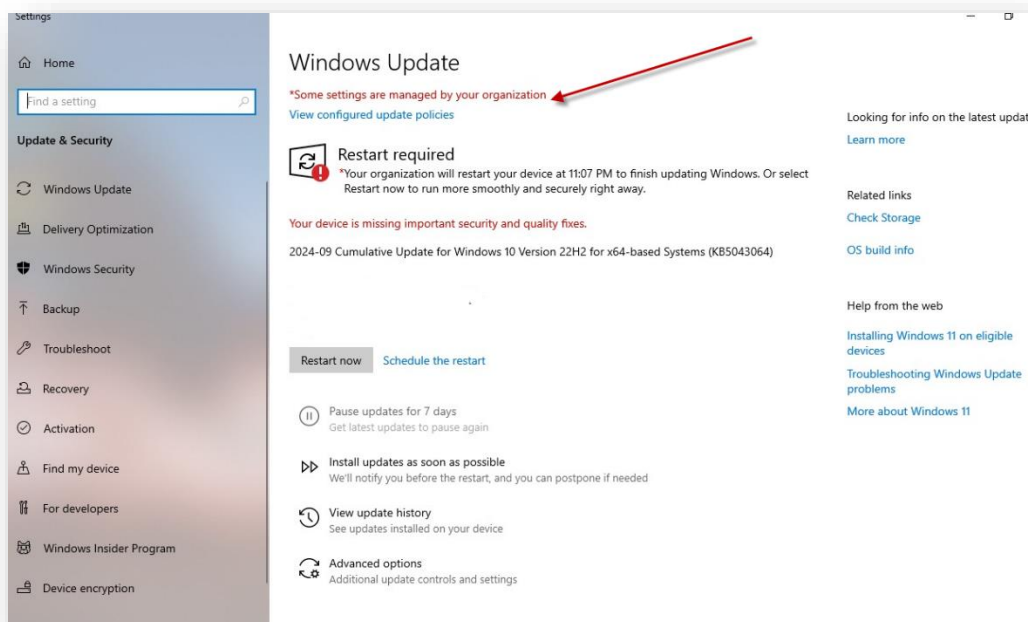 Settings
Home
Find a setting
Update & Security
Windows Update
Delivery Optimization
Windows Security
Backup
Troubleshoot
Recovery
Activation
Find my device
For developers
Windows Insider Program
Device encryption
Windows Update
*Some settings are managed by your organization
View configured update policies
Restart required
*Your organization will restart your device at 11:07 PM to finish updating Windows. Or select
Restart now to run more smoothly and securely right away.
Your device is missing important security and quality fixes.
2024-09 Cumulative Update for Windows 10 Version 22H2 for x64-based Systems (KB5043064)
Restart now Schedule the restart
Pause updates for 7 days
Get latest updates to pause again
Install updates as soon as possible
We'll notify you before the restart, and you can postpone if needed
View update history
See updates installed on your device
Advanced options
Additional update controls and settings
Looking for info on the latest updat
Learn more
Related links
Check Storage
OS build info
Help from the web
Installing Windows 11 on eligible
devices
Troubleshooting Windows Update
problems
More about Windows 11